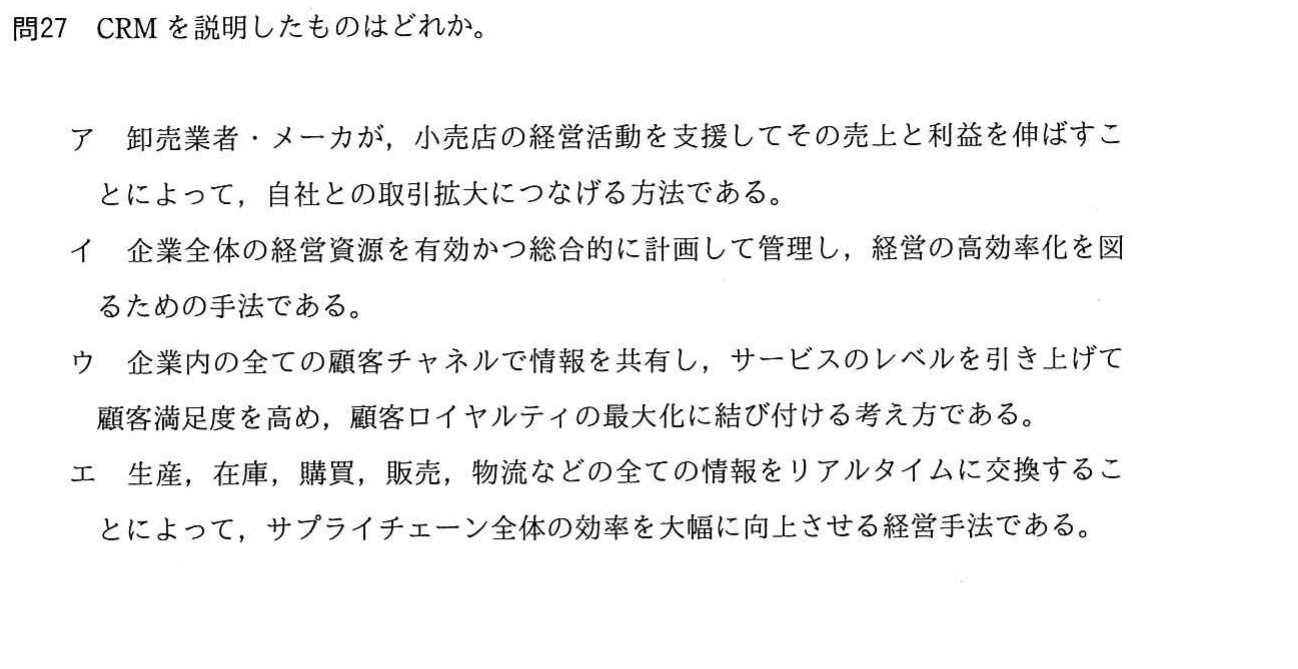 問27 CRM を説明したものはどれか。
ア 卸売業者・メーカが，小売店の経営活動を支援してその売上と利益を伸ばすこ
とによって，自社との取引拡大につなげる方法である。
イ 企業全体の経営資源を有効かつ総合的に計画して管理し，経営の高効率化を図
るための手法である。
ウ 企業内の全ての顧客チャネルで情報を共有し，サービスのレベルを引き上げて
顧客満足度を高め，顧客ロイヤルティの最大化に結び付ける考え方である。
エ 生産，在庫，購買，販売，物流などの全ての情報をリアルタイムに交換するこ
とによって，サプライチェーン全体の効率を大幅に向上させる経営手法である。